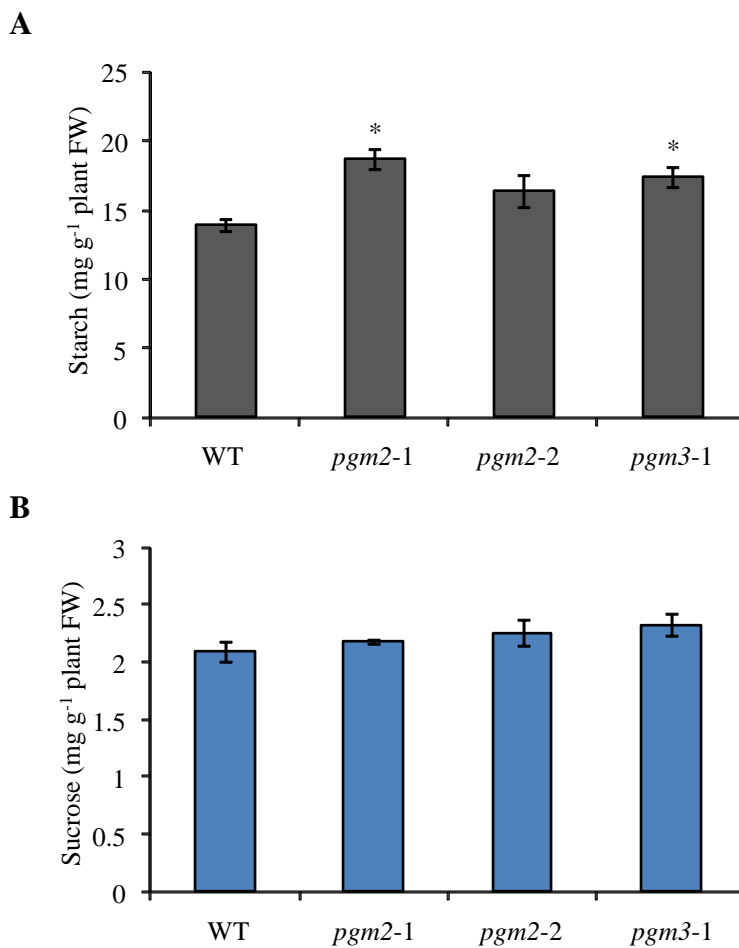 A
Starch (mg g-1 plant FW)
25
20
15
10
5
0
*
*
WT pgm2-1 pgm2-2 pgm3-1
B
Sucrose (mg g-1 plant FW)
3
2.5
2
1.5
1
0.5
0
WT pgm2-1 pgm2-2 pgm3-1